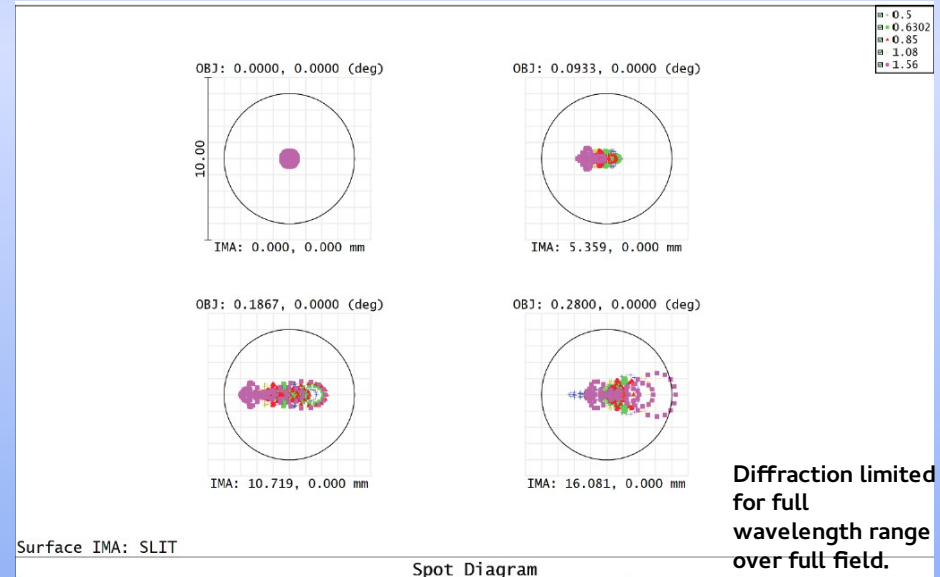 0.5
0.6302
0.85
1.08
1.56
OBJ: 0.0000, 0.0000 (deg)
OBJ: 0.0933, 0.0000 (deg)
10.00
IMA: 0.000, 0.000 mm
IMA: 5.359, 0.000 mm
OBJ: 0.1867, 0.0000 (deg)
OBJ: 0.2800, 0.0000 (deg)
IMA: 10.719, 0.000 mm
IMA: 16.081, 0.000 mm
Diffraction limited
for full
wavelength range
over full field.
Surface IMA: SLIT
Spot Diagram